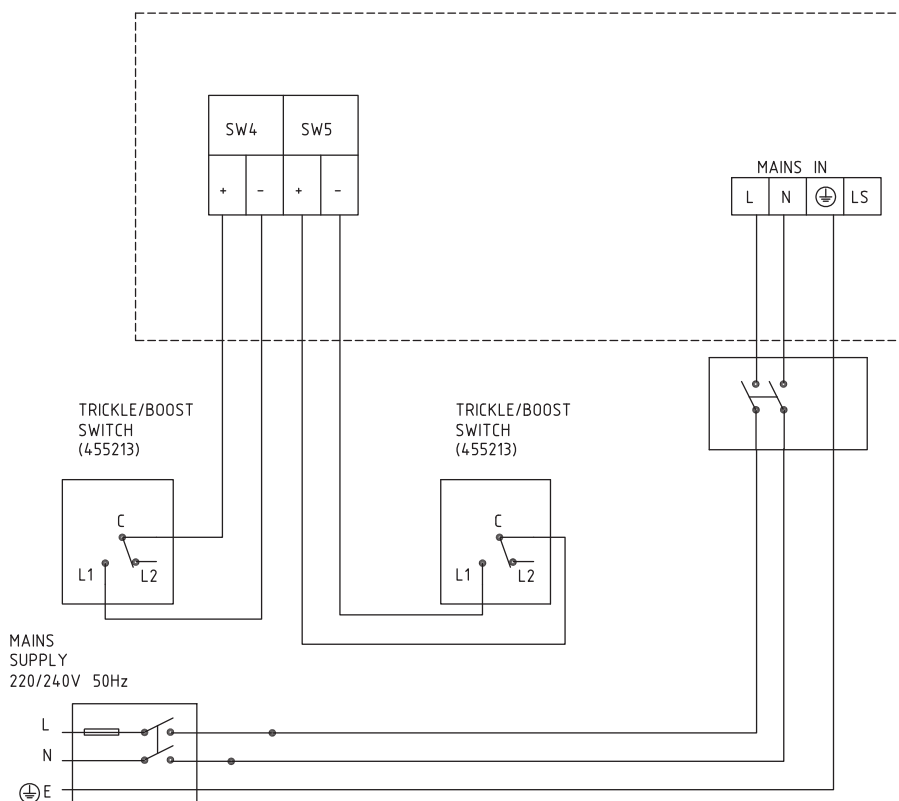 SW4 SW5
+ - + -
MAINS IN
L N LS
TRICKLE/BOOST
SWITCH
(455213)
C
L1 L2
TRICKLE/BOOST
SWITCH
(455213)
C
L1 L2
MAINS
SUPPLY
220/240V 50Hz
L
N
E